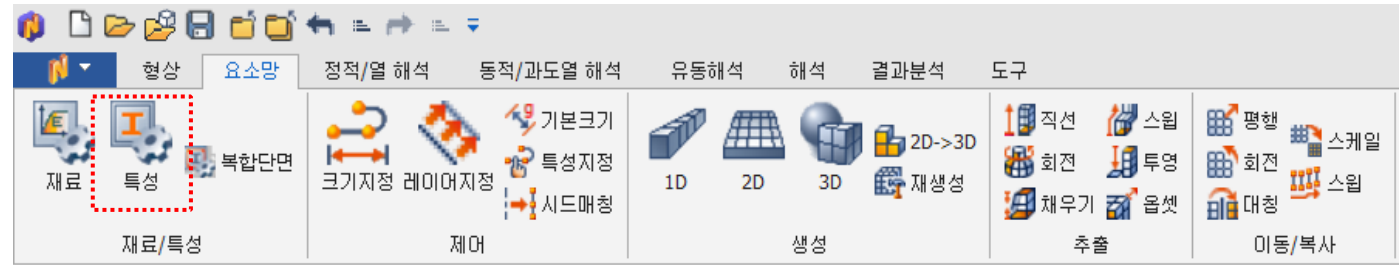 형상 요소망 정적/열 해석 동적/과도열 해석 유동해석 해석 결과분석 도구
재료 특성 복합단면
재료/특성
크기지정 레이어지정 기본크기
특성지정
시드매칭
제어
1D 2D 3D 2D->3D
재생성
생성
직선 스윕
회전 투영
채우기 옵셋
추출
평행 스케일
회전 스윕
대칭
이동/복사